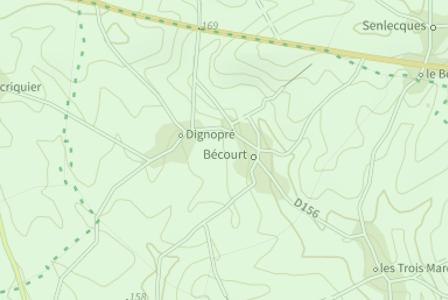 169
Senlecques
le B
criquier
Dignopré
Bécourt
D156
les Trois Mar
158